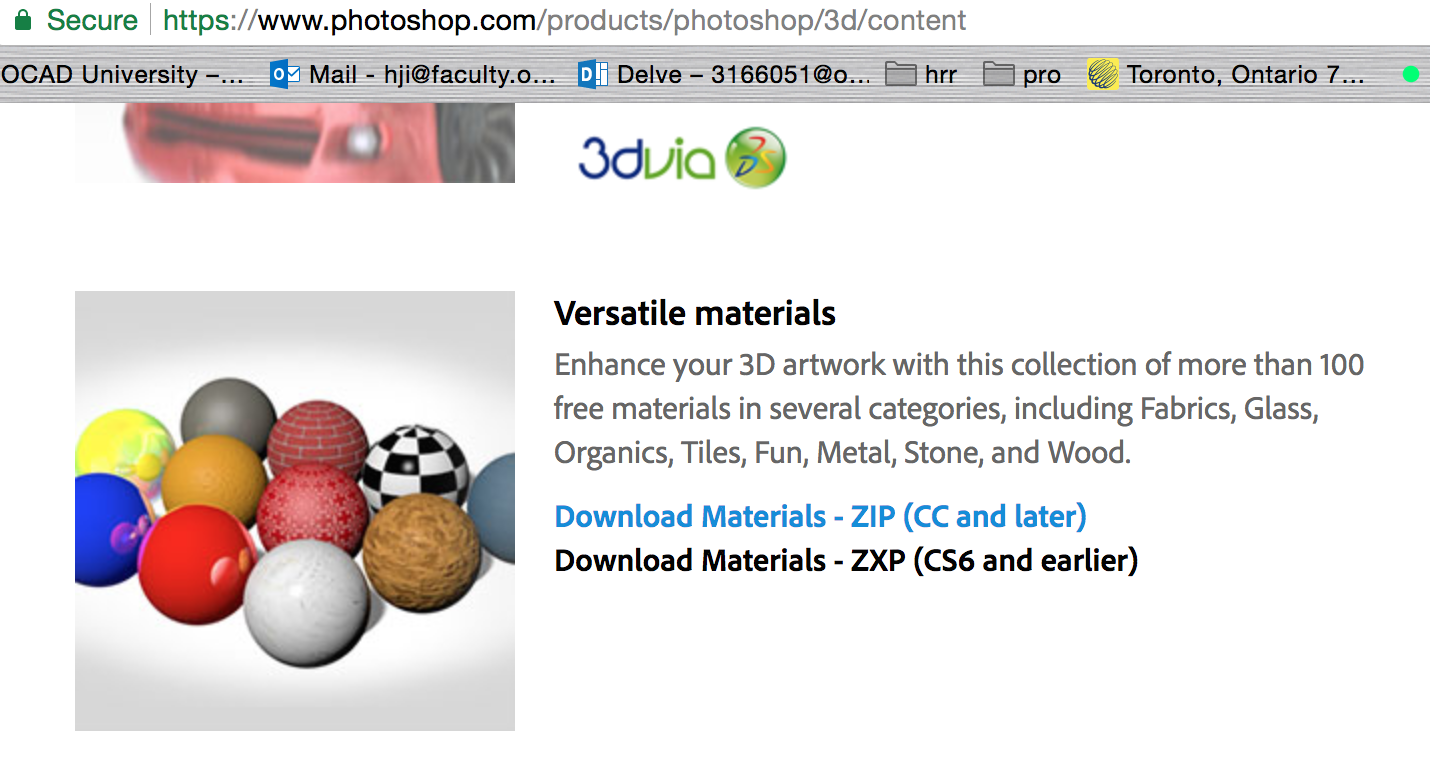 Secure https://www.photoshop.com/products/photoshop/3d/content
OCAD University –... Mail - hji@faculty.o... Delve – 3166051@o... hrr pro Toronto, Ontario 7...
3dvia
Versatile materials
Enhance your 3D artwork with this collection of more than 100
free materials in several categories, including Fabrics, Glass,
Organics, Tiles, Fun, Metal, Stone, and Wood.
Download Materials - ZIP (CC and later)
Download Materials - ZXP (CS6 and earlier)